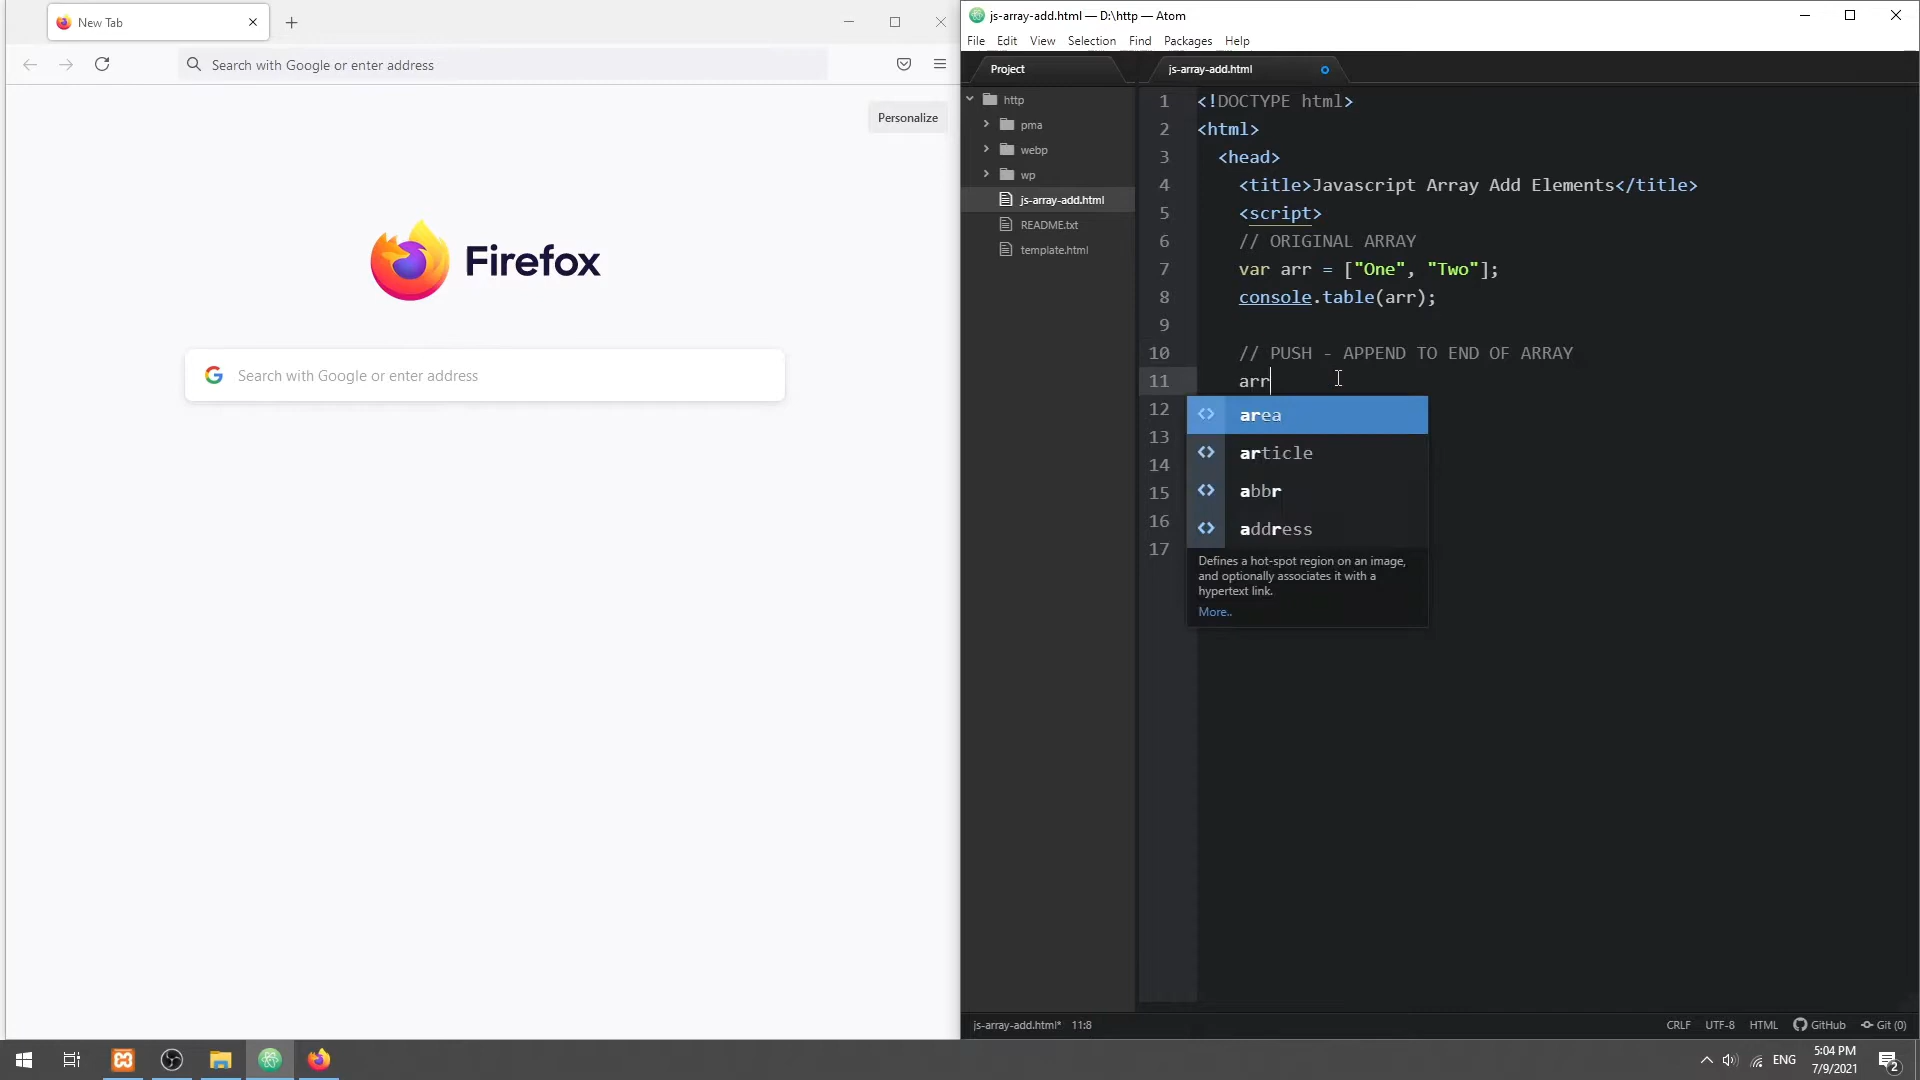 New Tab
Search with Google or enter address
Personalize
Firefox
Search with Google or enter address
js-array-add.html — D:\http — Atom
File Edit View Selection Find Packages Help
Project
js-array-add.html
http
pma
webp
wp
js-array-add.html
README.txt
template.html
1 <!DOCTYPE html>
2 <html>
3 <head>
4 <title>Javascript Array Add Elements</title>
5 <script>
6 // ORIGINAL ARRAY
7 var arr = ["One", "Two"];
8 console.table(arr);
9
10 // PUSH - APPEND TO END OF ARRAY
11 arr
12
13
14
15
16
17
area
article
abbr
address
Defines a hot-spot region on an image,
and optionally associates it with a
hypertext link.
More..
js-array-add.html* 11:8
CRLF UTF-8 HTML GitHub Git (0)
ENG
5:04 PM
7/9/2021
2